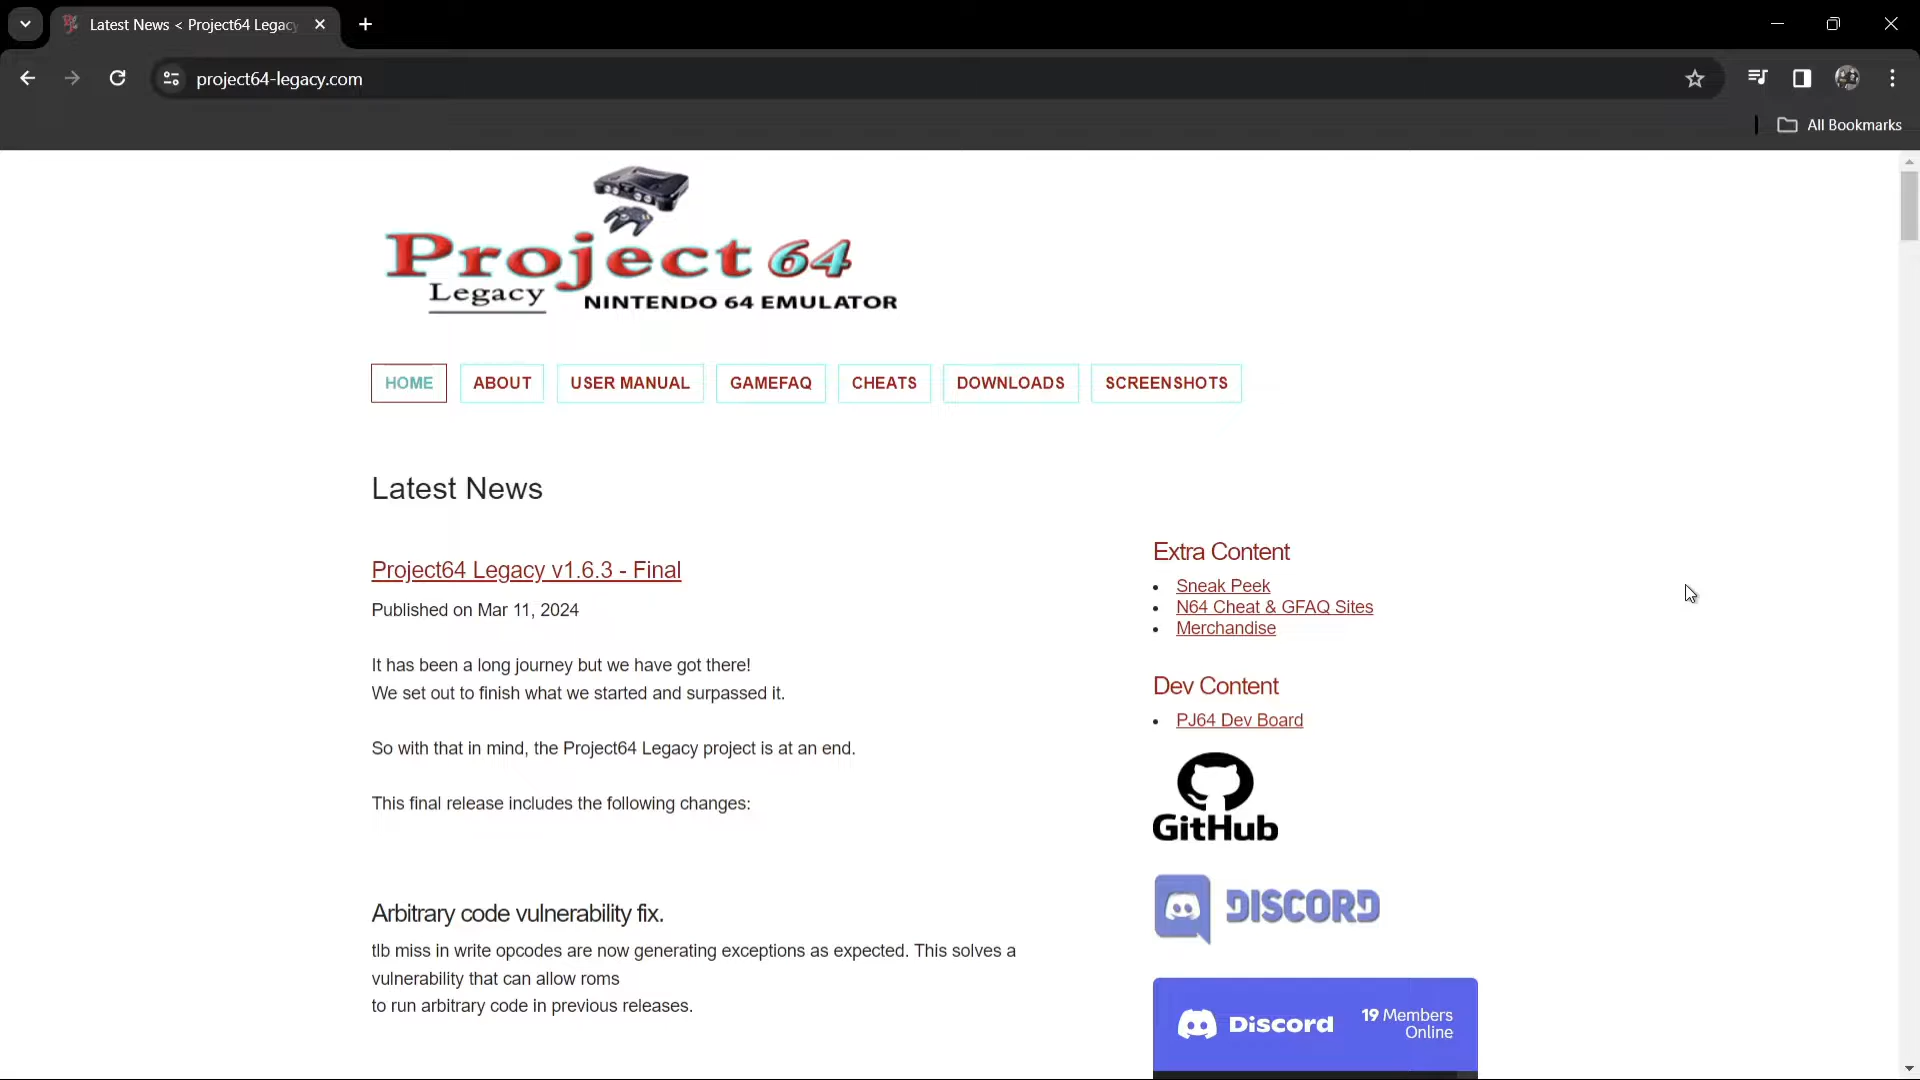 Latest News < Project64 Legacy
project64-legacy.com
All Bookmarks
Project 64
Legacy
NINTENDO 64 EMULATOR
HOME
ABOUT
USER MANUAL
GAMEFAQ
CHEATS
DOWNLOADS
SCREENSHOTS
Latest News
Project64 Legacy v1.6.3 - Final
Published on Mar 11, 2024
It has been a long journey but we have got there!
We set out to finish what we started and surpassed it.
So with that in mind, the Project64 Legacy project is at an end.
This final release includes the following changes:
Arbitrary code vulnerability fix.
tlb miss in write opcodes are now generating exceptions as expected. This solves a
vulnerability that can allow roms
to run arbitrary code in previous releases.
Extra Content
Sneak Peek
N64 Cheat & GFAQ Sites
Merchandise
Dev Content
PJ64 Dev Board
GitHub
DISCORD
Discord
19 Members
Online